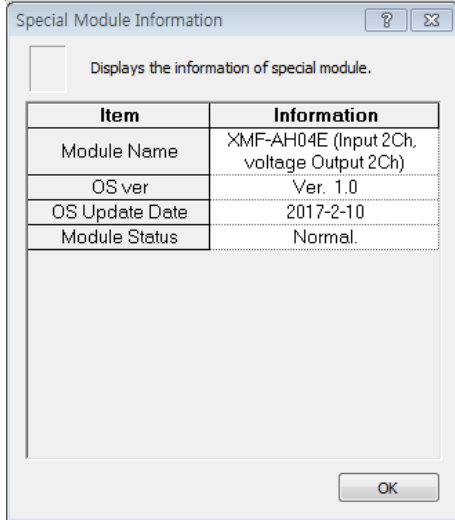 Special Module Information
Displays the information of special module.
Item Information
Module Name XMF-AH04E (Input 2Ch,
voltage Output 2Ch)
OS ver Ver. 1.0
OS Update Date 2017-2-10
Module Status Normal.
OK